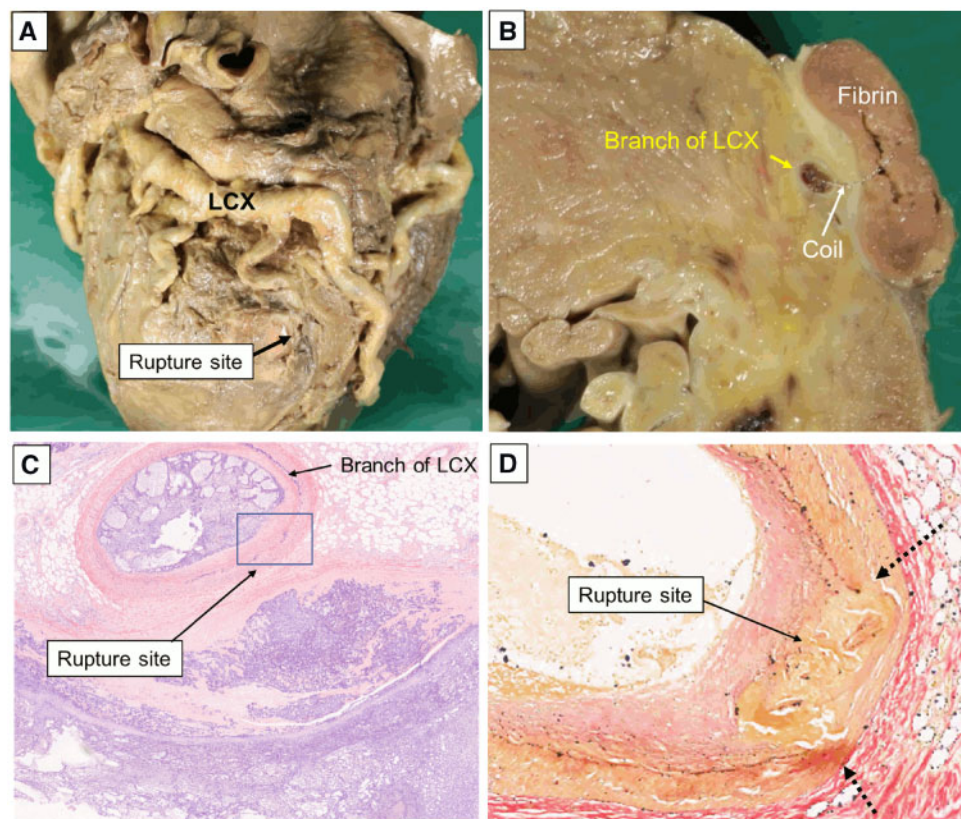 A
LCX
Rupture site
B
Fibrin
Branch of LCX
Coil
C
Branch of LCX
Rupture site
D
Rupture site